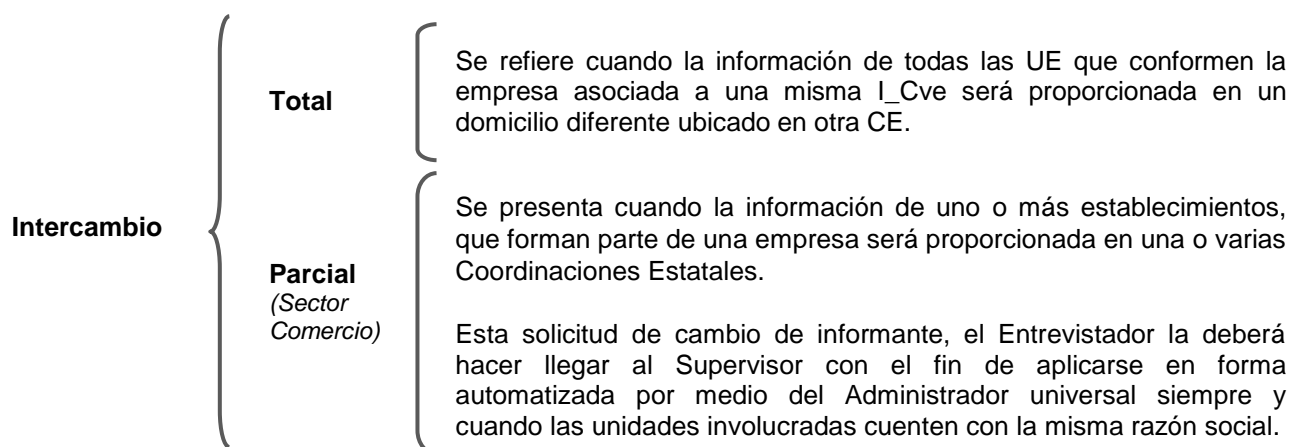 Intercambio
Total
Se refiere cuando la información de todas las UE que conformen la
empresa asociada a una misma I_Cve será proporcionada en un
domicilio diferente ubicado en otra CE.
Parcial
(Sector
Comercio)
Se presenta cuando la información de uno o más establecimientos,
que forman parte de una empresa será proporcionada en una o varias
Coordinaciones Estatales.
Esta solicitud de cambio de informante, el Entrevistador la deberá
hacer llegar al Supervisor con el fin de aplicarse en forma
automatizada por medio del Administrador universal siempre y
cuando las unidades involucradas cuenten con la misma razón social.